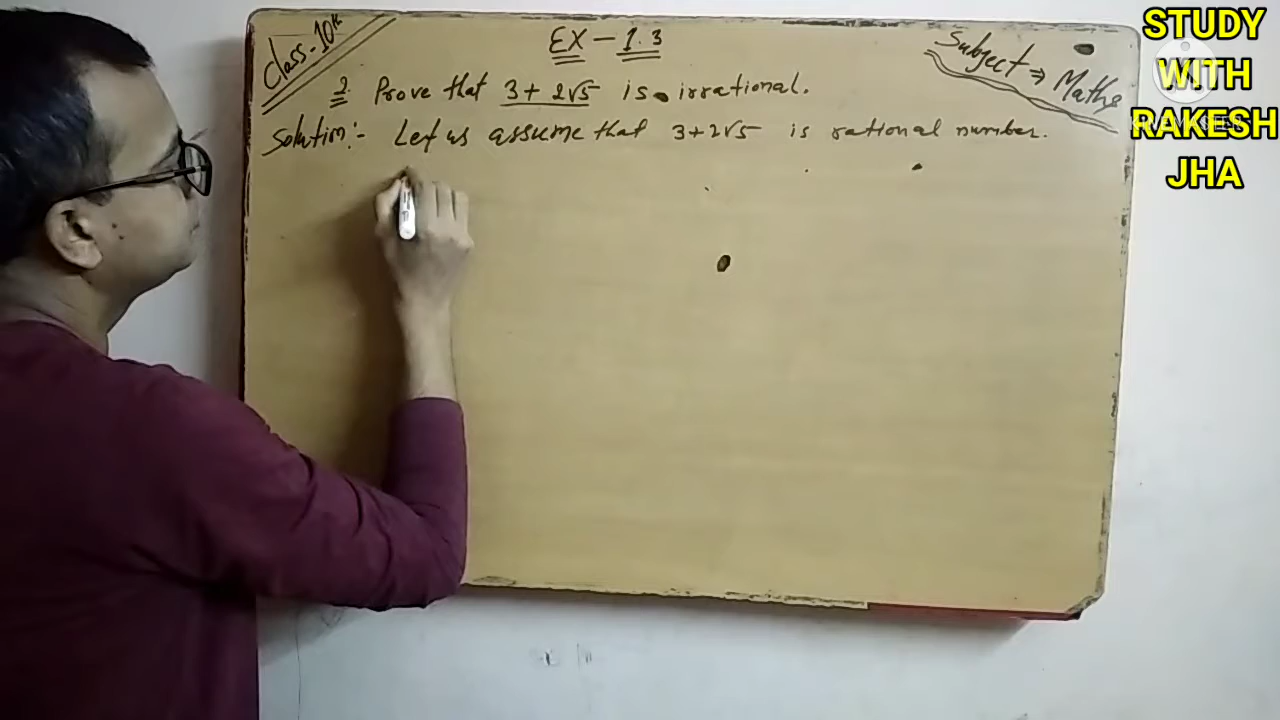 Class-10th
EX-1.3
Subject → Maths
2. Prove that 3+2√5 is irrational.
Solution:- Let us assume that 3+2√5 is rational number.
STUDY
WITH
RAKESH
JHA